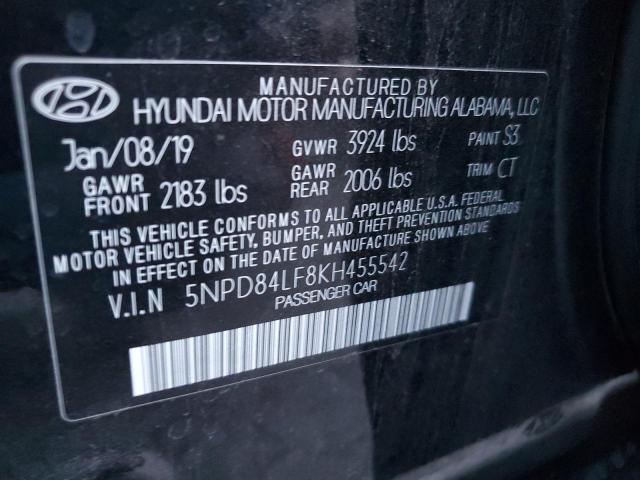 MANUFACTURED BY
HYUNDAI MOTOR MANUFACTURING ALABAMA, LLC
Jan/08/19 GVWR 3924 lbs PAINT S3
GAWR FRONT 2183 lbs GAWR REAR 2006 lbs TRIM CT
THIS VEHICLE CONFORMS TO ALL APPLICABLE U.S.A. FEDERAL
MOTOR VEHICLE SAFETY, BUMPER, AND THEFT PREVENTION STANDARDS
IN EFFECT ON THE DATE OF MANUFACTURE SHOWN ABOVE.
V.I.N 5NPD84LF8KH455542
PASSENGER CAR